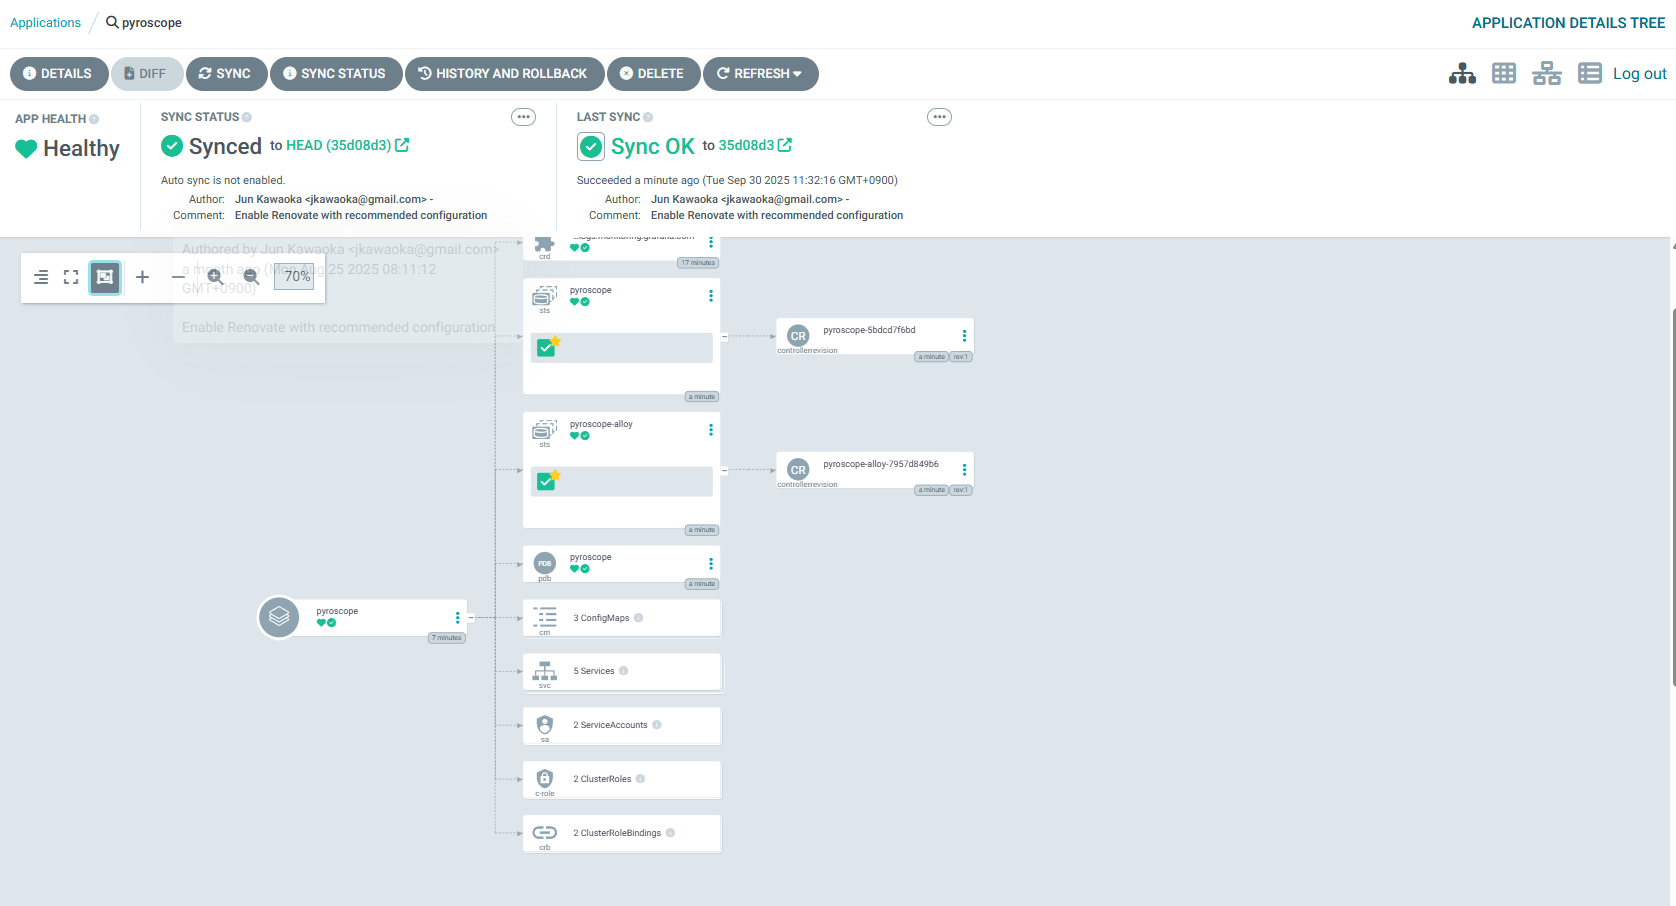 Applications / pyroscope
APPLICATION DETAILS TREE
DETAILS DIFF SYNC SYNC STATUS HISTORY AND ROLLBACK DELETE REFRESH
Log out
APP HEALTH
Healthy
SYNC STATUS
Synced to HEAD (35d08d3)
Auto sync is not enabled.
Author: Jun Kawaoka <jkawaoka@gmail.com> -
Comment: Enable Renovate with recommended configuration
LAST SYNC
Sync OK to 35d08d3
Succeeded a minute ago (Tue Sep 30 2025 11:32:16 GMT+0900)
Author: Jun Kawaoka <jkawaoka@gmail.com> -
Comment: Enable Renovate with recommended configuration
Authored by Jun Kawaoka <jkawaoka@gmail.com>
a month ago (Mon Aug 25 2025 08:11:12
GMT+0900)
Enable Renovate with recommended configuration
70%
...logs.monitoring.grafana.com
crd
17 minutes
pyroscope
sts
a minute
pyroscope-5bdcd7f6bd
CR
controllerrevision
a minute
rev:1
pyroscope-alloy
sts
a minute
pyroscope-alloy-7957d849b6
CR
controllerrevision
a minute
rev:1
pyroscope
PDB
pdb
a minute
pyroscope
7 minutes
3 ConfigMaps
cm
5 Services
svc
2 ServiceAccounts
sa
2 ClusterRoles
c-role
2 ClusterRoleBindings
crb